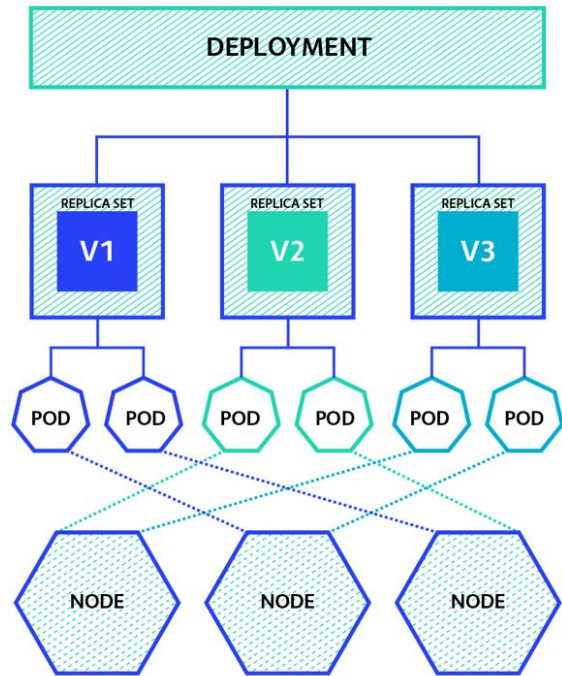 DEPLOYMENT
REPLICA SET
V1
REPLICA SET
V2
REPLICA SET
V3
POD
POD
POD
POD
POD
POD
NODE
NODE
NODE